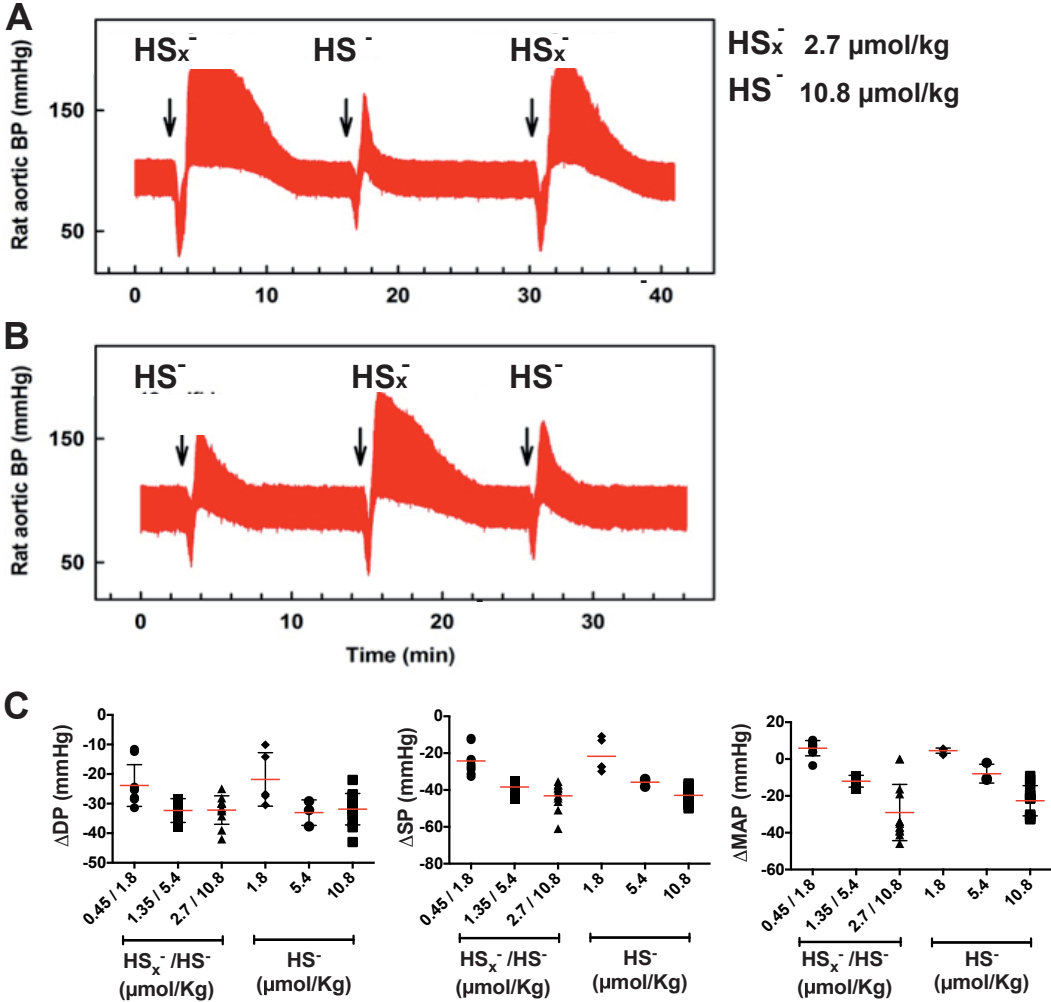 A
HSx⁻ HS⁻ HSx⁻
HSx⁻ 2.7 µmol/kg
HS⁻ 10.8 µmol/kg
Rat aortic BP (mmHg)
150
50
0 10 20 30 40
B
HS⁻ HSx⁻ HS⁻
Rat aortic BP (mmHg)
150
50
0 10 20 30
Time (min)
C
ΔDP (mmHg)
0
-10
-20
-30
-40
-50
0.45 / 1.8 1.35 / 5.4 2.7 / 10.8 1.8 5.4 10.8
HSx⁻ /HS⁻ HS⁻
(µmol/Kg) (µmol/Kg)
ΔSP (mmHg)
0
-20
-40
-60
-80
0.45 / 1.8 1.35 / 5.4 2.7 / 10.8 1.8 5.4 10.8
HSx⁻ /HS⁻ HS⁻
(µmol/Kg) (µmol/Kg)
ΔMAP (mmHg)
20
0
-20
-40
-60
0.45 / 1.8 1.35 / 5.4 2.7 / 10.8 1.8 5.4 10.8
HSx⁻ /HS⁻ HS⁻
(µmol/Kg) (µmol/Kg)